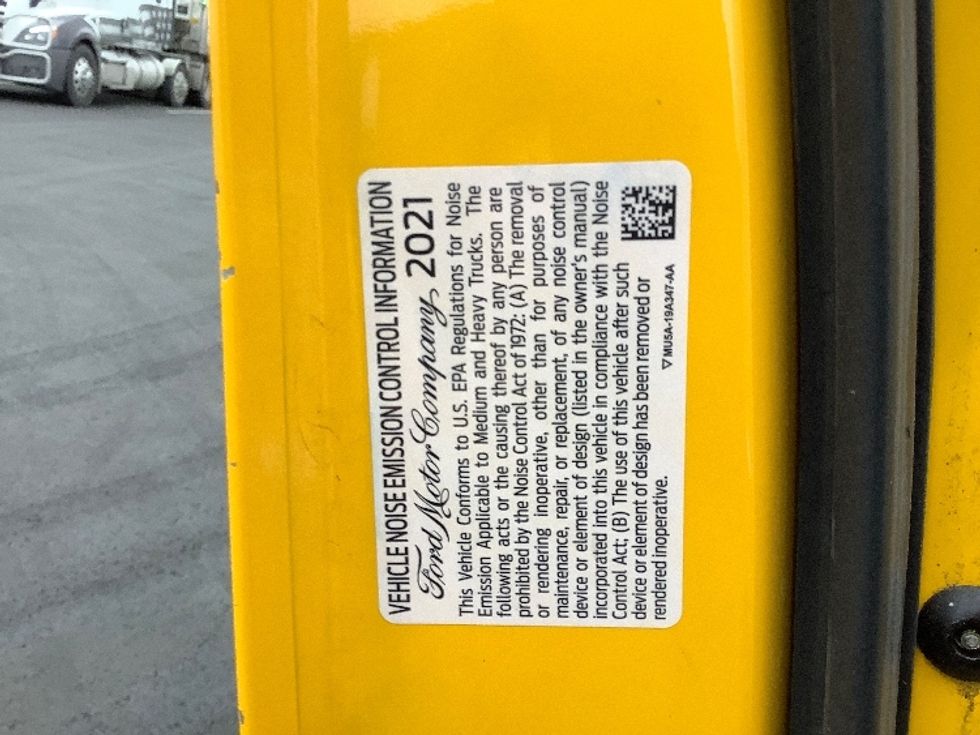 VEHICLE NOISE EMISSION CONTROL INFORMATION
Ford Motor Company, 2021
This Vehicle Conforms to U.S. EPA Regulations for Noise
Emission Applicable to Medium and Heavy Trucks. The
following acts or the causing thereof by any person are
prohibited by the Noise Control Act of 1972: (A) The removal
or rendering inoperative, other than for purposes of
maintenance, repair, or replacement, of any noise control
device or element of design (listed in the owner's manual)
incorporated into this vehicle in compliance with the Noise
Control Act; (B) The use of this vehicle after such
device or element of design has been removed or
rendered inoperative.
▽MU5A-19A347-AA